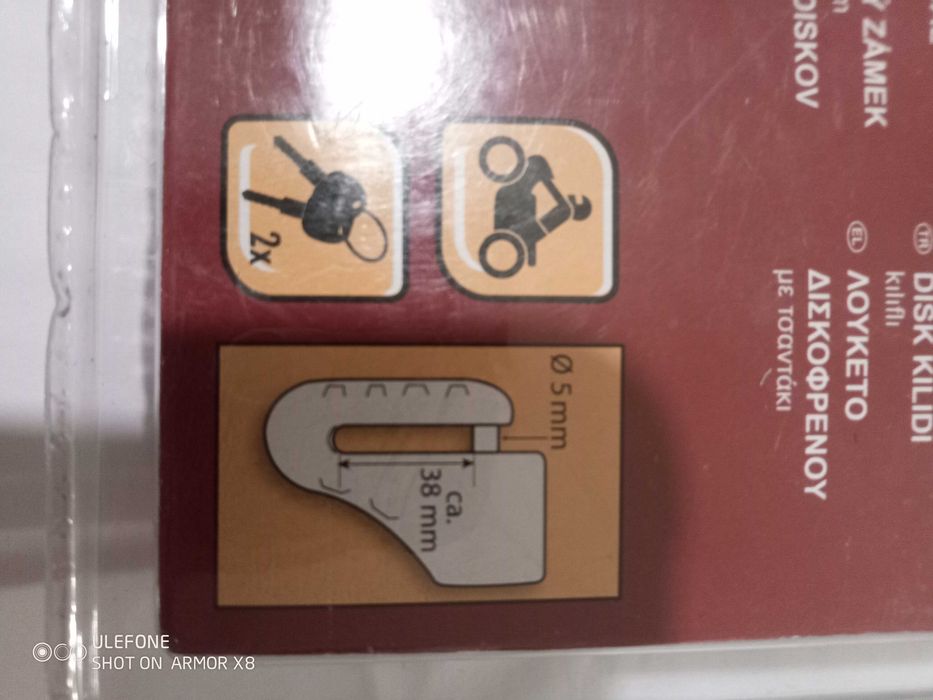 Ý ZÁMEK
DISKOV
TR DISK KILIDI
kılıflı
EL ΛΟΥΚΕΤΟ
ΔΙΣΚΟΦΡΕΝΟΥ
με τσαντάκι
2x
Ø 5 mm
ca.
38 mm
ULEFONE
SHOT ON ARMOR X8